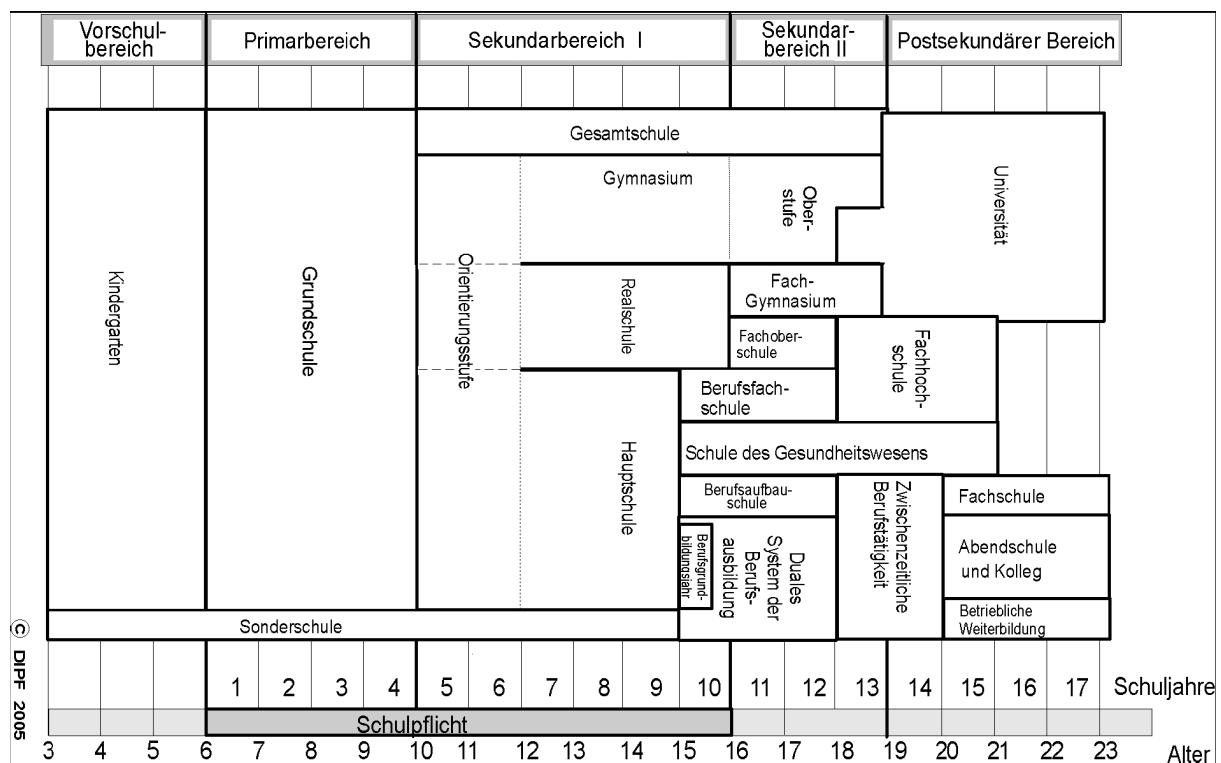 Vorschul-
bereich
Primarbereich
Sekundarbereich I
Sekundar-
bereich II
Postsekundärer Bereich
Gesamtschule
Gymnasium
Ober-
stufe
Universität
Kindergarten
Grundschule
Orientierungsstufe
Realschule
Fach-
Gymnasium
Fachober-
schule
Fachhoch-
schule
Berufsfach-
schule
Hauptschule
Schule des Gesundheitswesens
Berufsaufbau-
schule
Zwischenzeitliche
Berufstätigkeit
Fachschule
Berufsgrund-
bildungsjahr
Duales
System der
Berufs-
ausbildung
Abendschule
und Kolleg
Betriebliche
Weiterbildung
Sonderschule
1 2 3 4 5 6 7 8 9 10 11 12 13 14 15 16 17 Schuljahre
Schulpflicht
3 4 5 6 7 8 9 10 11 12 13 14 15 16 17 18 19 20 21 22 23 Alter
© DIPF 2005